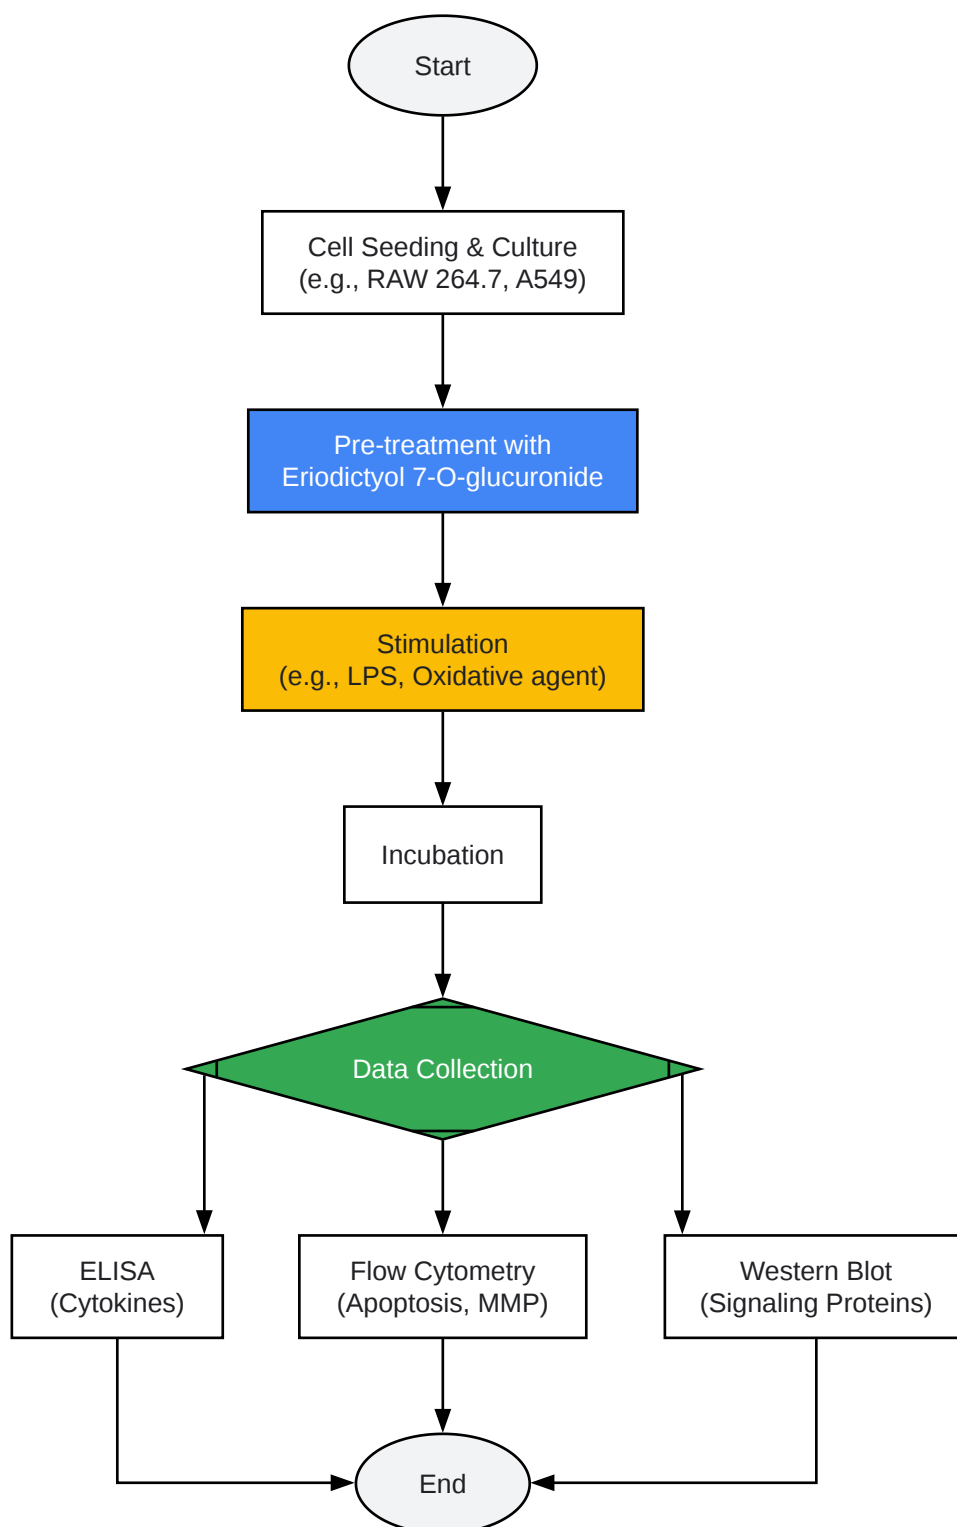 Start
Cell Seeding & Culture
(e.g., RAW 264.7, A549)
Pre-treatment with
Eriodictyol 7-O-glucuronide
Stimulation
(e.g., LPS, Oxidative agent)
Incubation
Data Collection
ELISA
(Cytokines)
Flow Cytometry
(Apoptosis, MMP)
Western Blot
(Signaling Proteins)
End